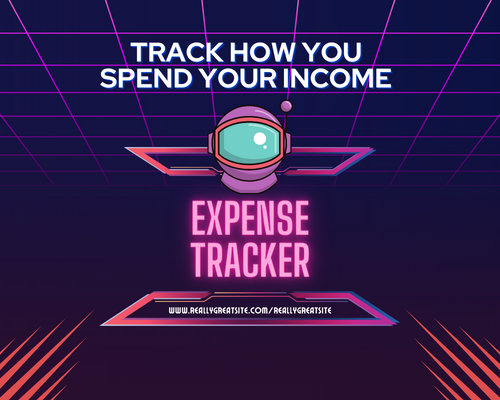 TRACK HOW YOU
SPEND YOUR INCOME
EXPENSE
TRACKER
WWW.REALLYGREATSITE.COM/REALLYGREATSITE